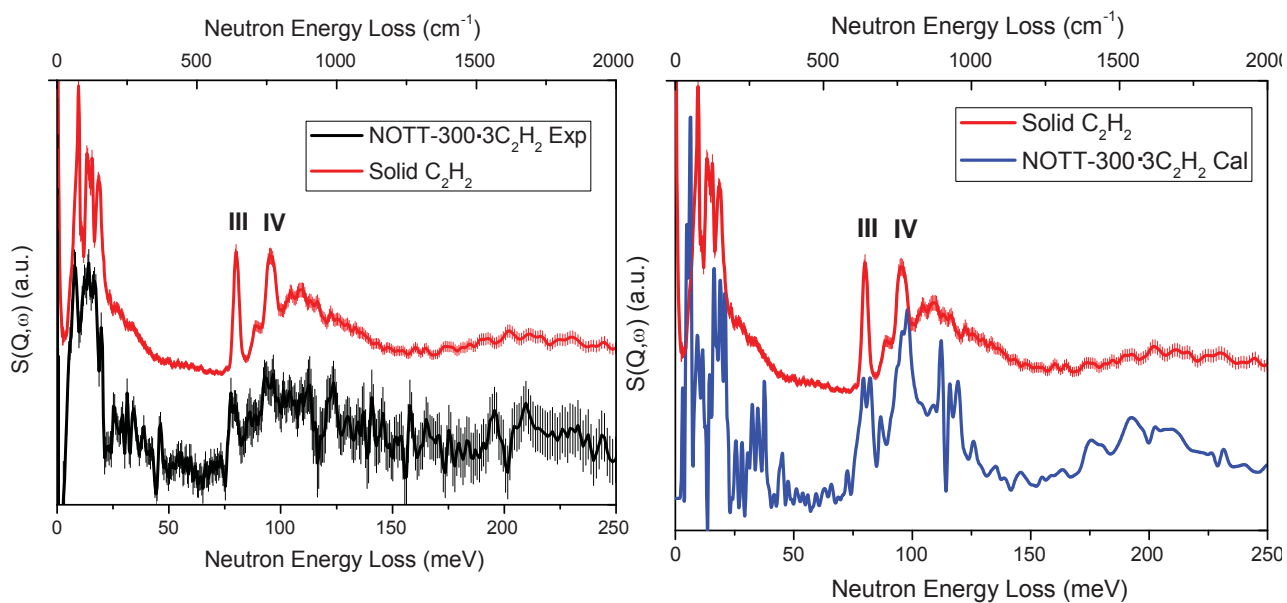 Neutron Energy Loss (cm⁻¹)
0 500 1000 1500 2000
NOTT-300·3C₂H₂ Exp
Solid C₂H₂
III IV
S(Q,ω) (a.u.)
0 50 100 150 200 250
Neutron Energy Loss (meV)
Neutron Energy Loss (cm⁻¹)
0 500 1000 1500 2000
Solid C₂H₂
NOTT-300·3C₂H₂ Cal
III IV
S(Q,ω) (a.u.)
0 50 100 150 200 250
Neutron Energy Loss (meV)